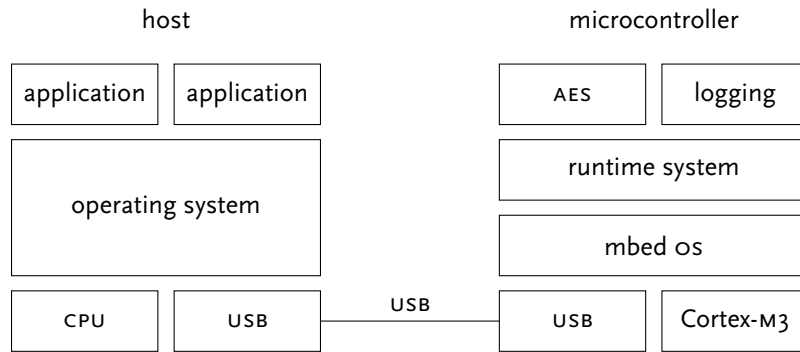 host
microcontroller
application
application
AES
logging
operating system
runtime system
mbed OS
CPU
USB
USB
USB
Cortex-M3